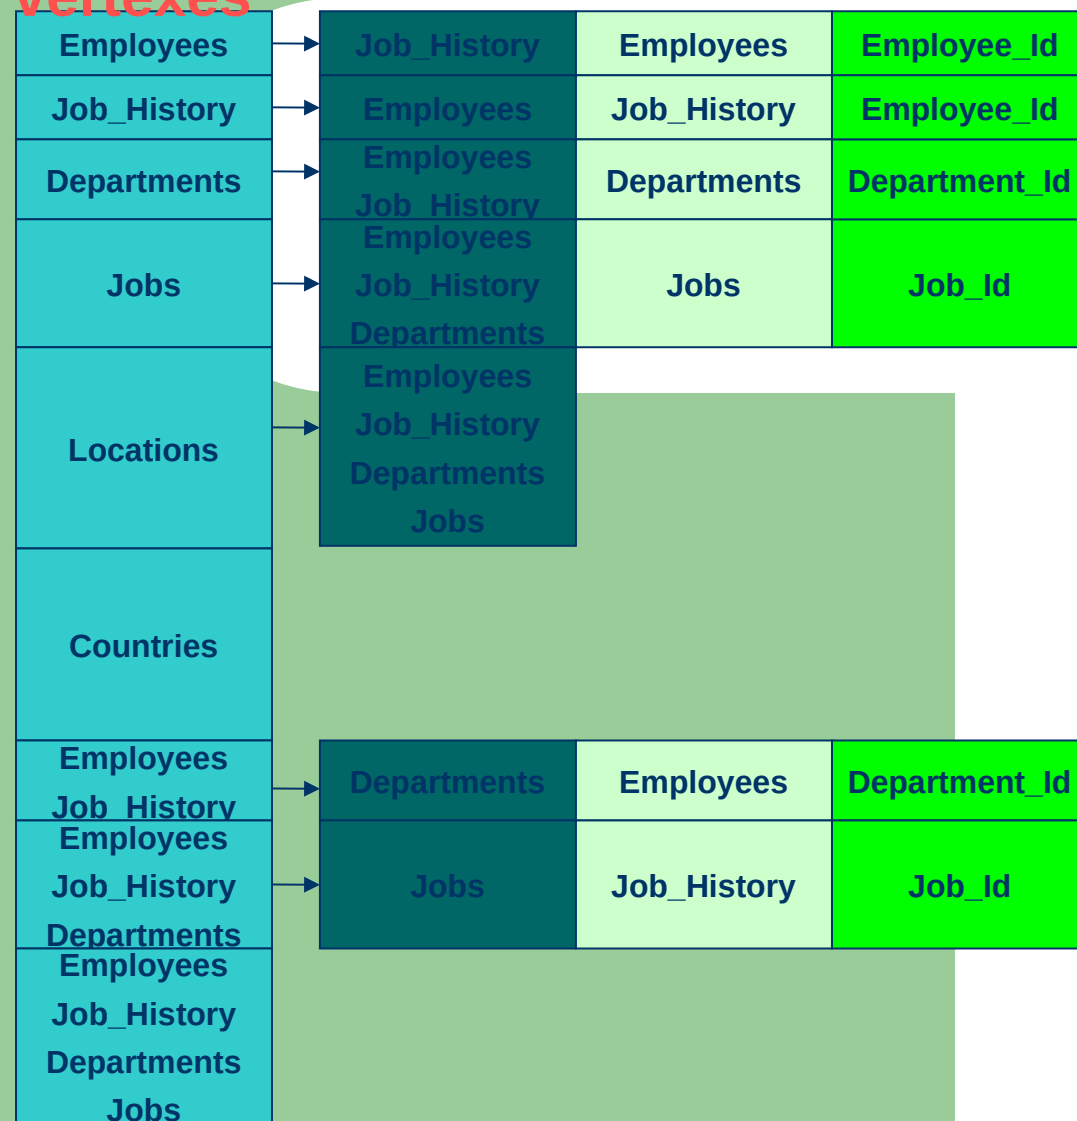 Vertexes
Employees Job_History Employees Employee_Id
Job_History Employees Job_History Employee_Id
Departments Employees Departments Department_Id
Job_History
Jobs Employees Jobs Job_Id
Job_History
Departments
Locations Employees
Job_History
Departments
Jobs
Countries
Employees Departments Employees Department_Id
Job_History
Employees Jobs Job_History Job_Id
Job_History
Departments
Employees
Job_History
Departments
Jobs